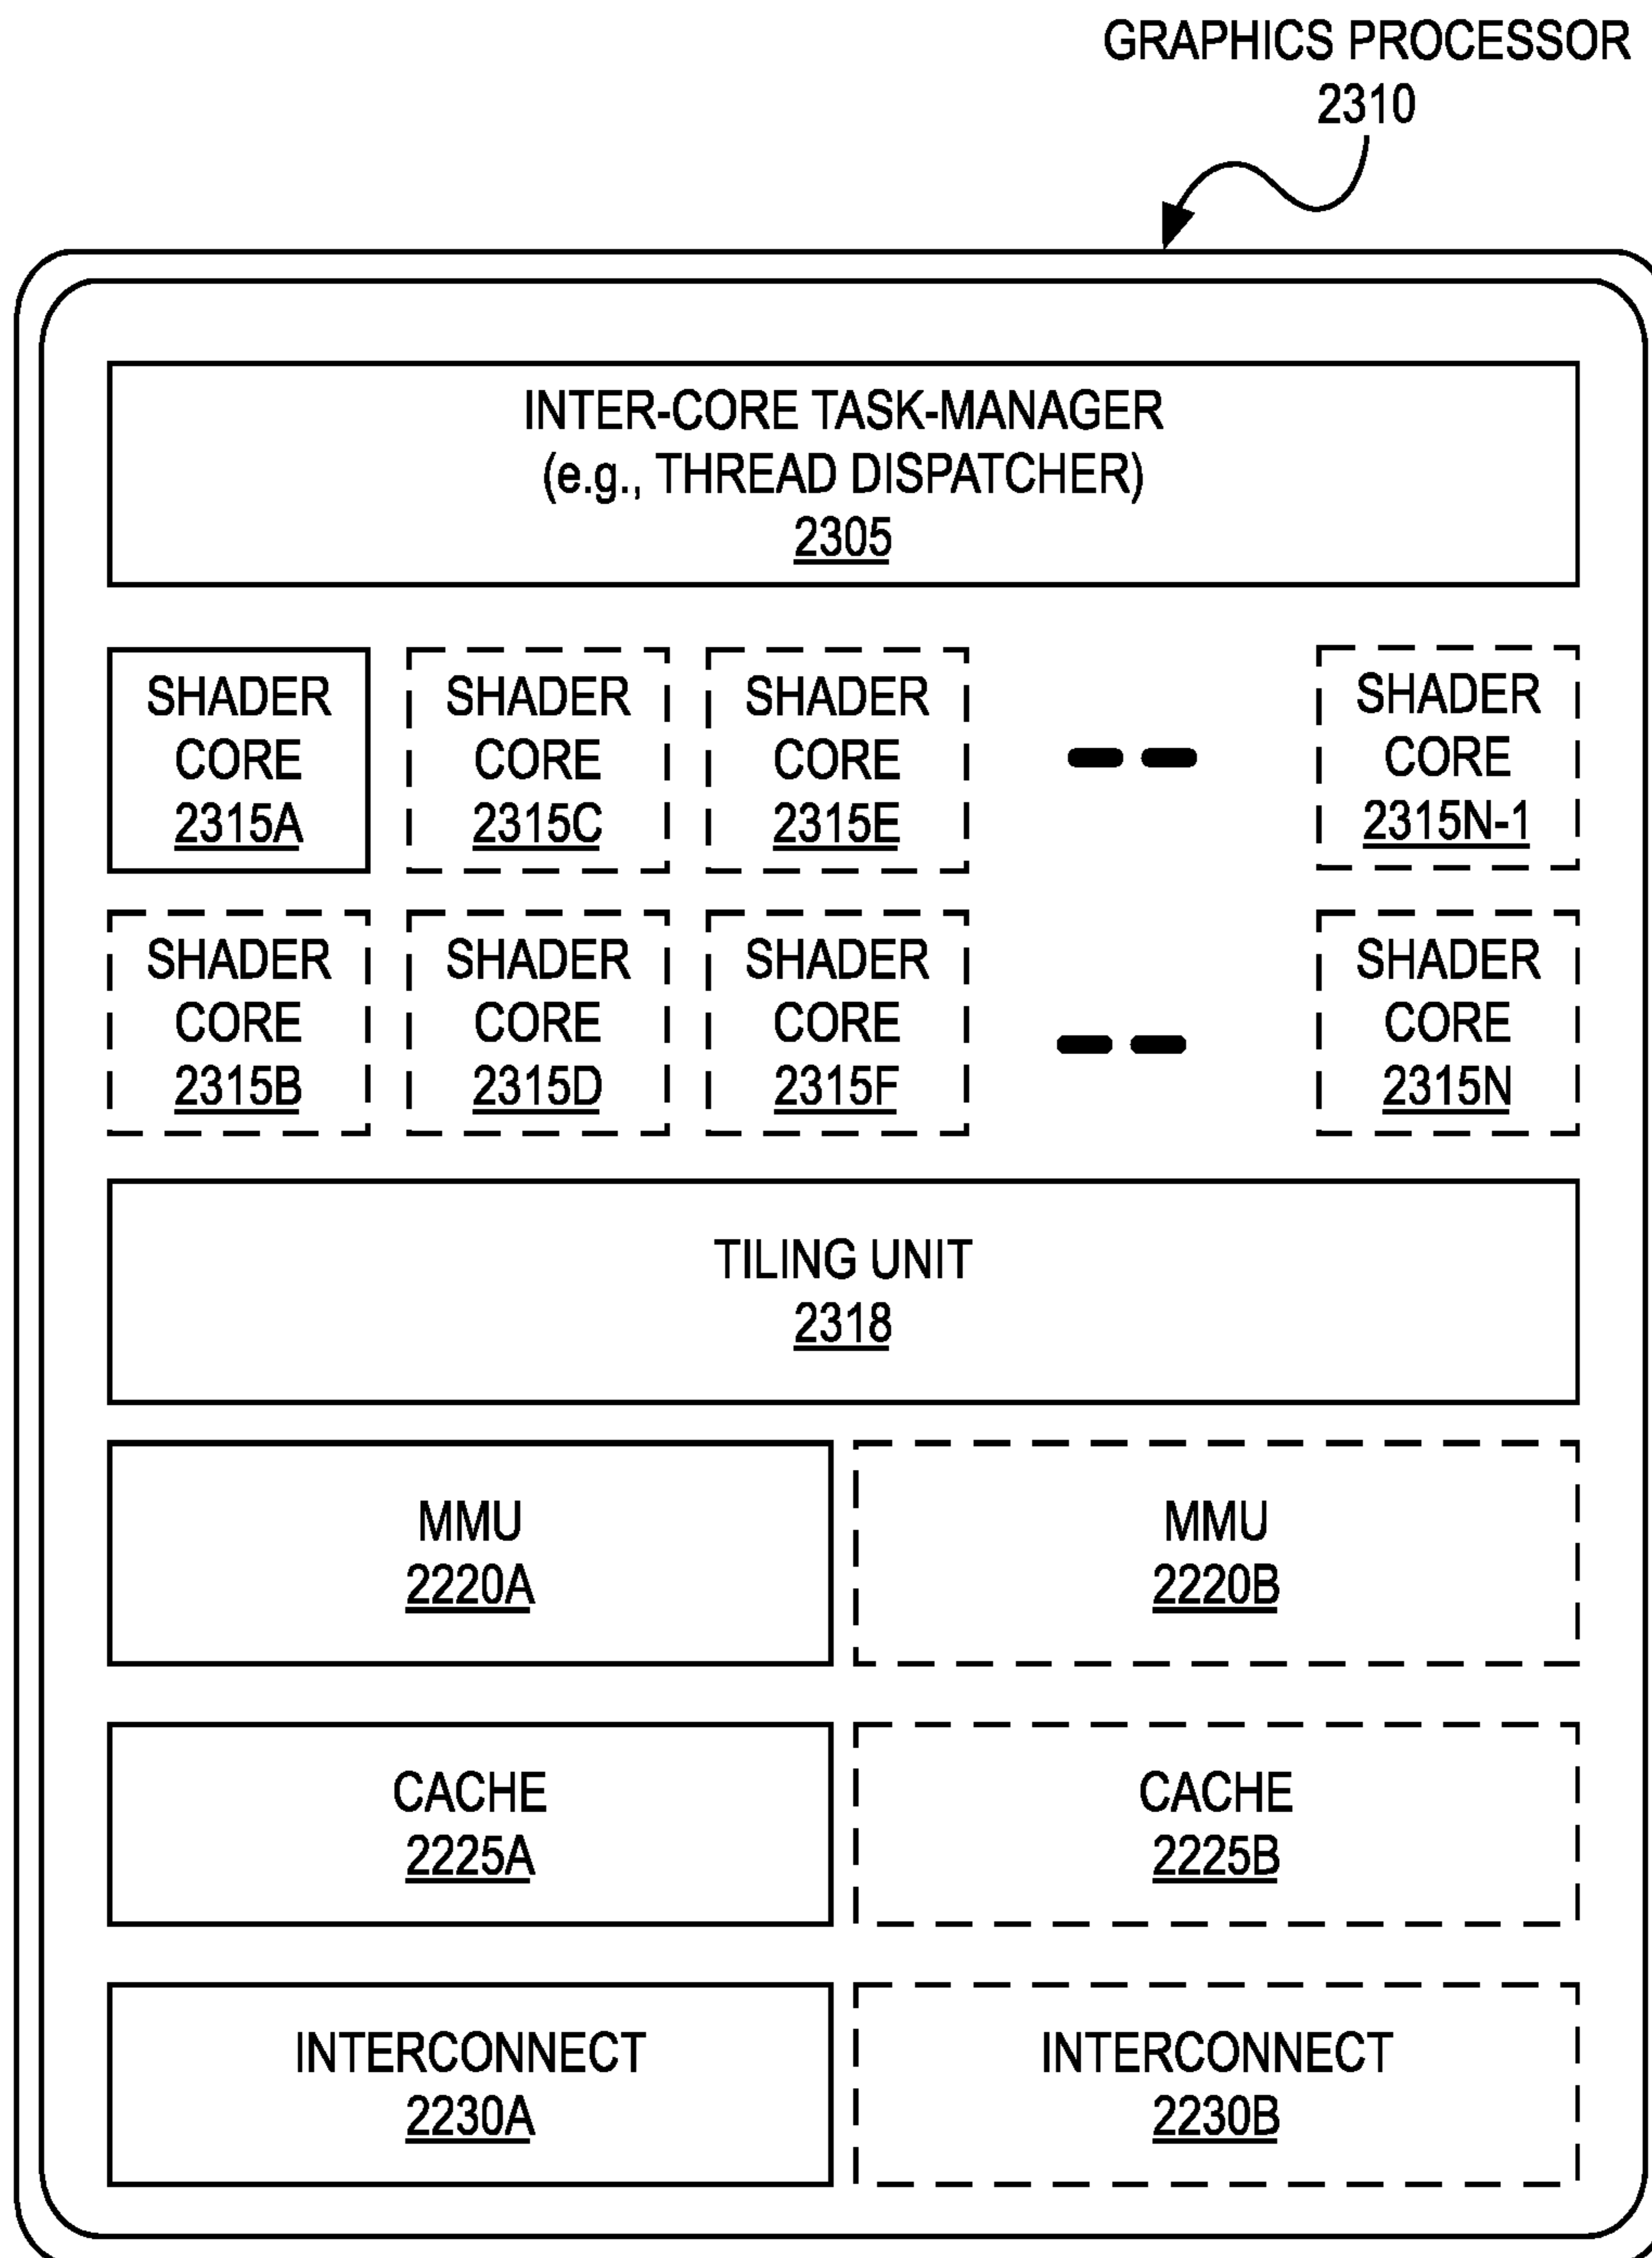 GRAPHICS PROCESSOR
2310
INTER-CORE TASK-MANAGER
(e.g., THREAD DISPATCHER)
2305
SHADER
CORE
2315A
SHADER
CORE
2315C
SHADER
CORE
2315E
SHADER
CORE
2315N-1
SHADER
CORE
2315B
SHADER
CORE
2315D
SHADER
CORE
2315F
SHADER
CORE
2315N
TILING UNIT
2318
MMU
2220A
MMU
2220B
CACHE
2225A
CACHE
2225B
INTERCONNECT
2230A
INTERCONNECT
2230B